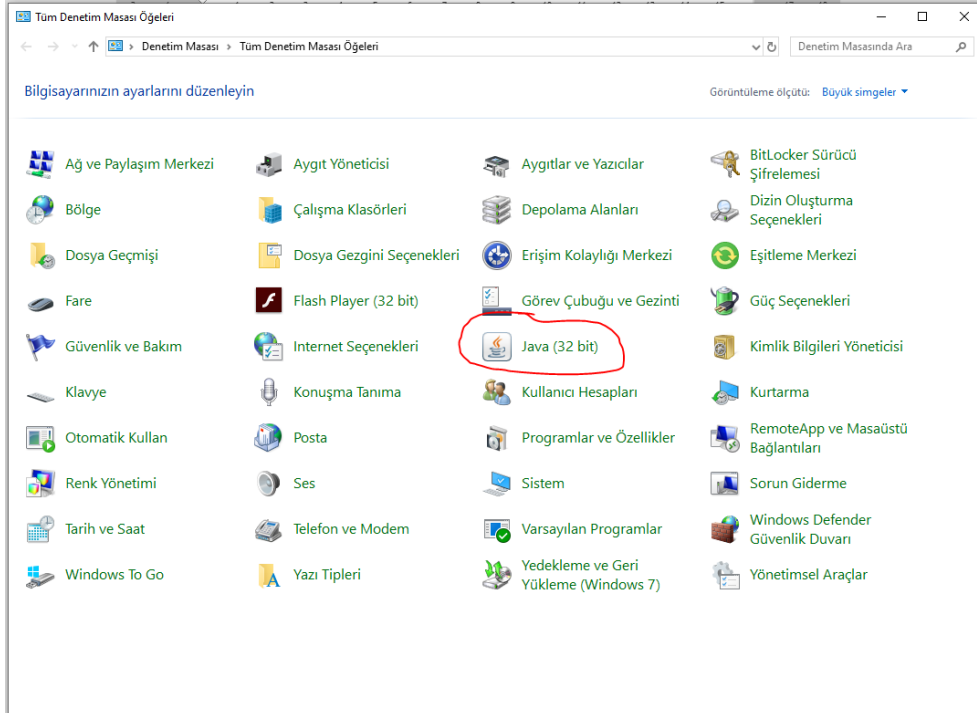 Tüm Denetim Masası Öğeleri
Denetim Masası › Tüm Denetim Masası Öğeleri
Denetim Masasında Ara
Bilgisayarınızın ayarlarını düzenleyin
Görüntüleme ölçütü: Büyük simgeler
Ağ ve Paylaşım Merkezi
Aygıt Yöneticisi
Aygıtlar ve Yazıcılar
BitLocker Sürücü
Şifrelemesi
Bölge
Çalışma Klasörleri
Depolama Alanları
Dizin Oluşturma
Seçenekleri
Dosya Geçmişi
Dosya Gezgini Seçenekleri
Erişim Kolaylığı Merkezi
Eşitleme Merkezi
Fare
Flash Player (32 bit)
Görev Çubuğu ve Gezinti
Güç Seçenekleri
Güvenlik ve Bakım
Internet Seçenekleri
Java (32 bit)
Kimlik Bilgileri Yöneticisi
Klavye
Konuşma Tanıma
Kullanıcı Hesapları
Kurtarma
Otomatik Kullan
Posta
Programlar ve Özellikler
RemoteApp ve Masaüstü
Bağlantıları
Renk Yönetimi
Ses
Sistem
Sorun Giderme
Tarih ve Saat
Telefon ve Modem
Varsayılan Programlar
Windows Defender
Güvenlik Duvarı
Windows To Go
Yazı Tipleri
Yedekleme ve Geri
Yükleme (Windows 7)
Yönetimsel Araçlar